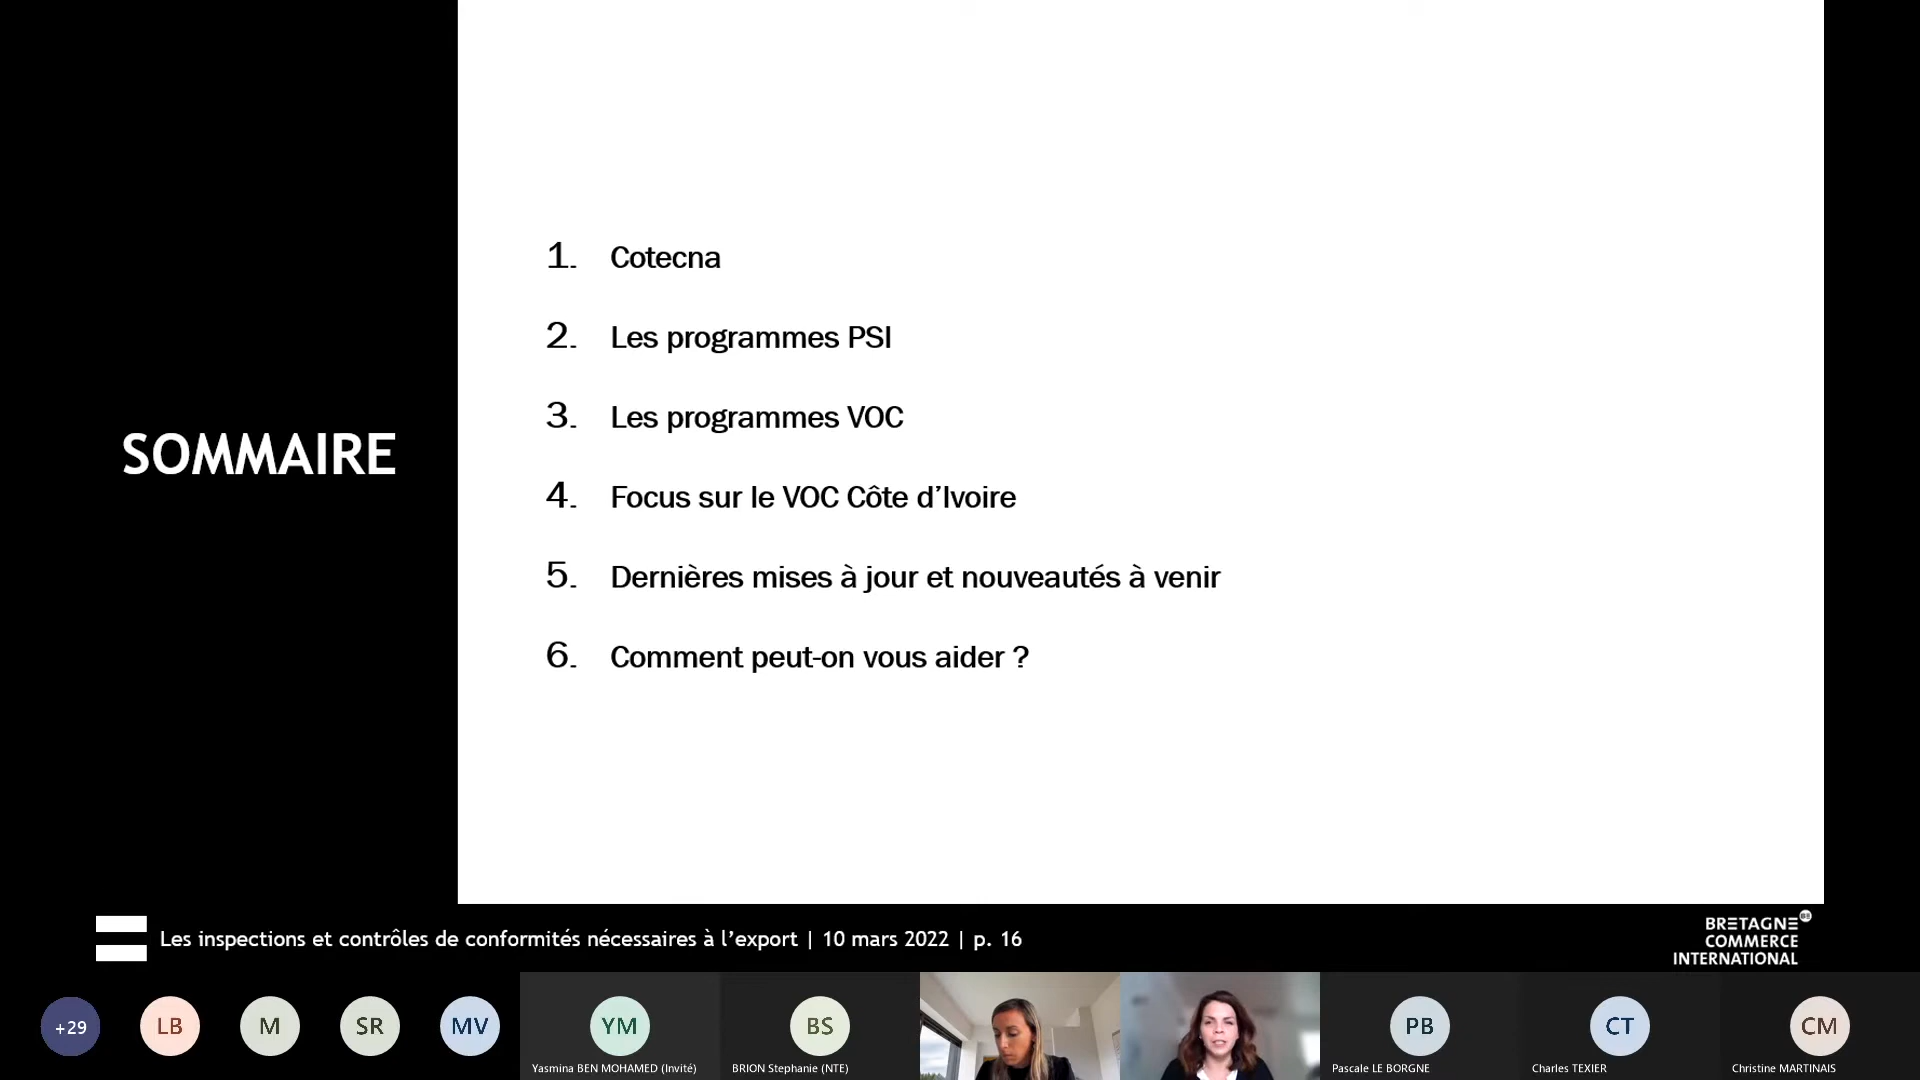 SOMMAIRE
1. Cotecna
2. Les programmes PSI
3. Les programmes VOC
4. Focus sur le VOC Côte d’Ivoire
5. Dernières mises à jour et nouveautés à venir
6. Comment peut-on vous aider ?
Les inspections et contrôles de conformités nécessaires à l’export | 10 mars 2022 | p. 16
BRETAGNE
COMMERCE
INTERNATIONAL
+29
LB
M
SR
MV
YM
Yasmina BEN MOHAMED (Invité)
BS
BRION Stephanie (NTE)
PB
Pascale LE BORGNE
CT
Charles TEXIER
CM
Christine MARTINAIS